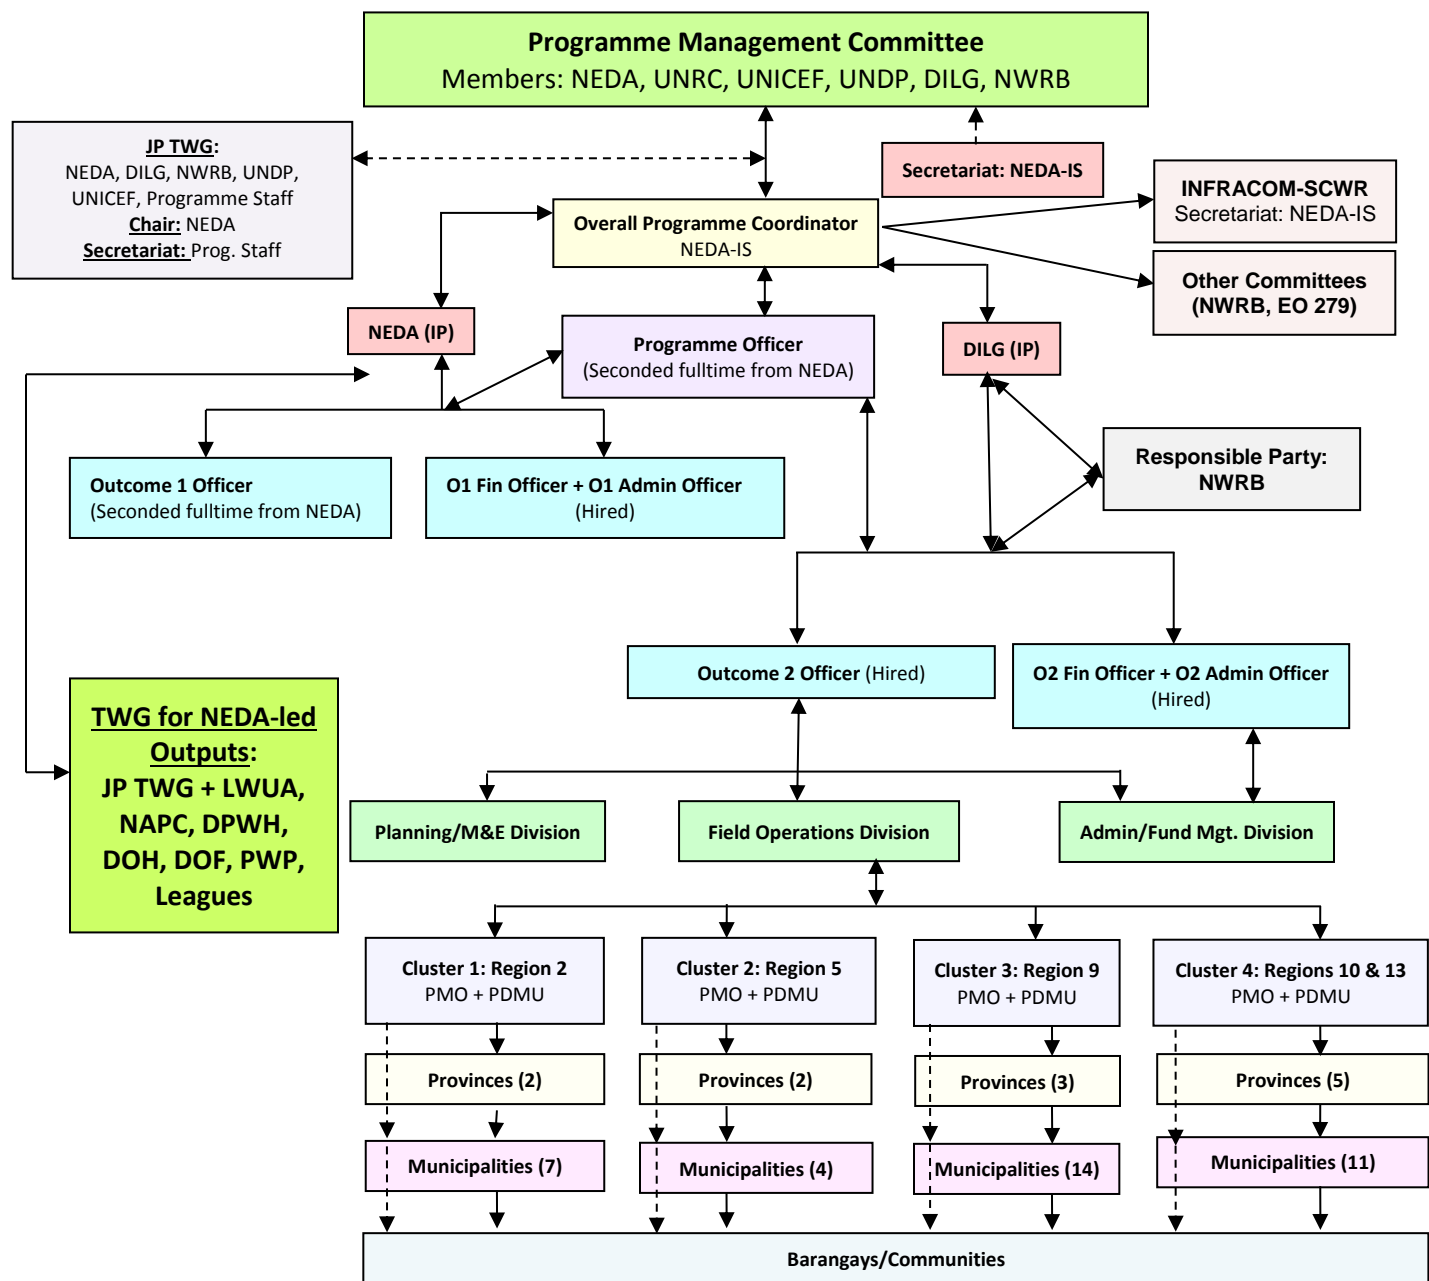 Programme Management Committee
Members: NEDA, UNRC, UNICEF, UNDP, DILG, NWRB
JP TWG:
NEDA, DILG, NWRB, UNDP,
UNICEF, Programme Staff
Chair: NEDA
Secretariat: Prog. Staff
Secretariat: NEDA-IS
INFRACOM-SCWR
Secretariat: NEDA-IS
Overall Programme Coordinator
NEDA-IS
Other Committees
(NWRB, EO 279)
NEDA (IP)
Programme Officer
(Seconded fulltime from NEDA)
DILG (IP)
Outcome 1 Officer
(Seconded fulltime from NEDA)
O1 Fin Officer + O1 Admin Officer
(Hired)
Responsible Party:
NWRB
Outcome 2 Officer (Hired)
O2 Fin Officer + O2 Admin Officer
(Hired)
TWG for NEDA-led
Outputs:
JP TWG + LWUA,
NAPC, DPWH,
DOH, DOF, PWP,
Leagues
Planning/M&E Division
Field Operations Division
Admin/Fund Mgt. Division
Cluster 1: Region 2
PMO + PDMU
Cluster 2: Region 5
PMO + PDMU
Cluster 3: Region 9
PMO + PDMU
Cluster 4: Regions 10 & 13
PMO + PDMU
Provinces (2)
Provinces (2)
Provinces (3)
Provinces (5)
Municipalities (7)
Municipalities (4)
Municipalities (14)
Municipalities (11)
Barangays/Communities